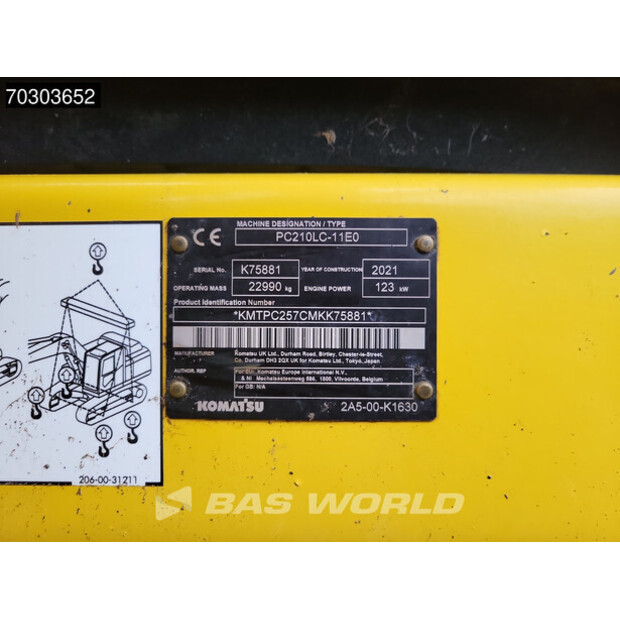 70303652
CE
MACHINE DESIGNATION / TYPE
PC210LC-11E0
SERIAL No. K75881 YEAR OF CONSTRUCTION 2021
OPERATING MASS 22990 kg ENGINE POWER 123 kW
Product Identification Number
*KMTPC257CMKK75881*
MANUFACTURER Komatsu UK Ltd., Durham Road, Birtley, Chester-le-Street,
Co. Durham DH3 2QX UK for Komatsu Ltd., Tokyo, Japan
AUTHOR. REP For EU: Komatsu Europe International N.V.,
& NI Mechelsesteenweg 586, 1800, Vilvoorde, Belgium
For GB: N/A
KOMATSU 2A5-00-K1630
206-00-31211
BAS WORLD